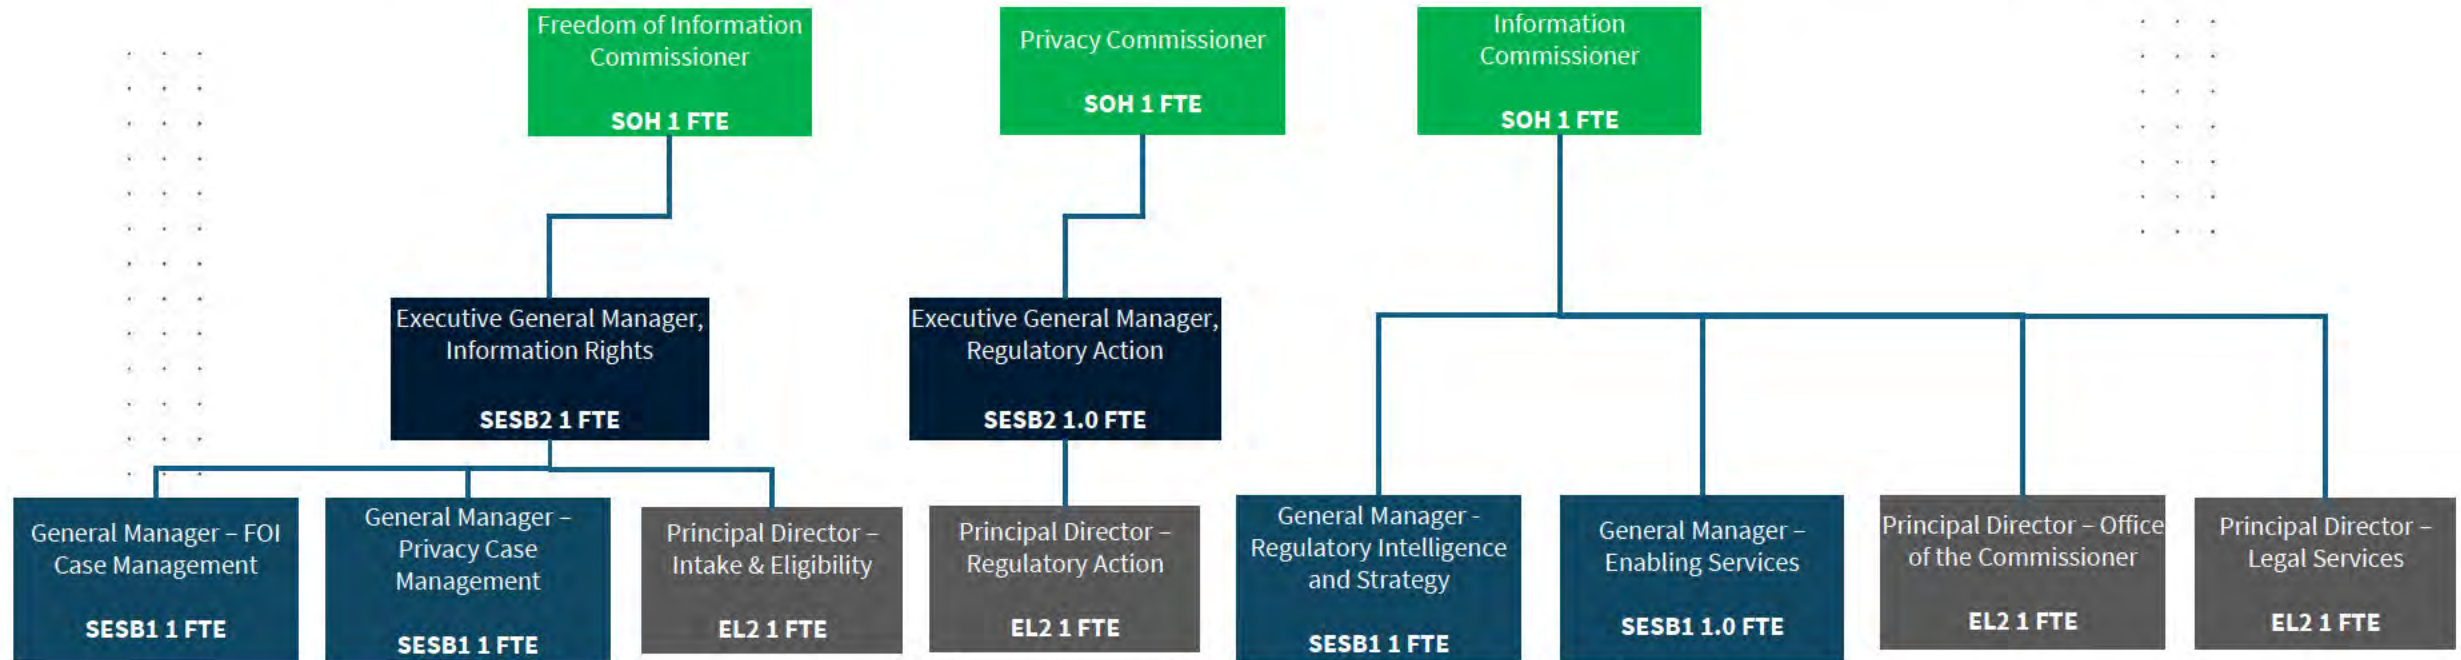 Freedom of Information
Commissioner
SOH 1 FTE
Privacy Commissioner
SOH 1 FTE
Information
Commissioner
SOH 1 FTE
Executive General Manager,
Information Rights
SESB2 1 FTE
Executive General Manager,
Regulatory Action
SESB2 1.0 FTE
General Manager – FOI
Case Management
SESB1 1 FTE
General Manager –
Privacy Case
Management
SESB1 1 FTE
Principal Director –
Intake & Eligibility
EL2 1 FTE
Principal Director –
Regulatory Action
EL2 1 FTE
General Manager -
Regulatory Intelligence
and Strategy
SESB1 1 FTE
General Manager –
Enabling Services
SESB1 1.0 FTE
Principal Director – Office
of the Commissioner
EL2 1 FTE
Principal Director –
Legal Services
EL2 1 FTE